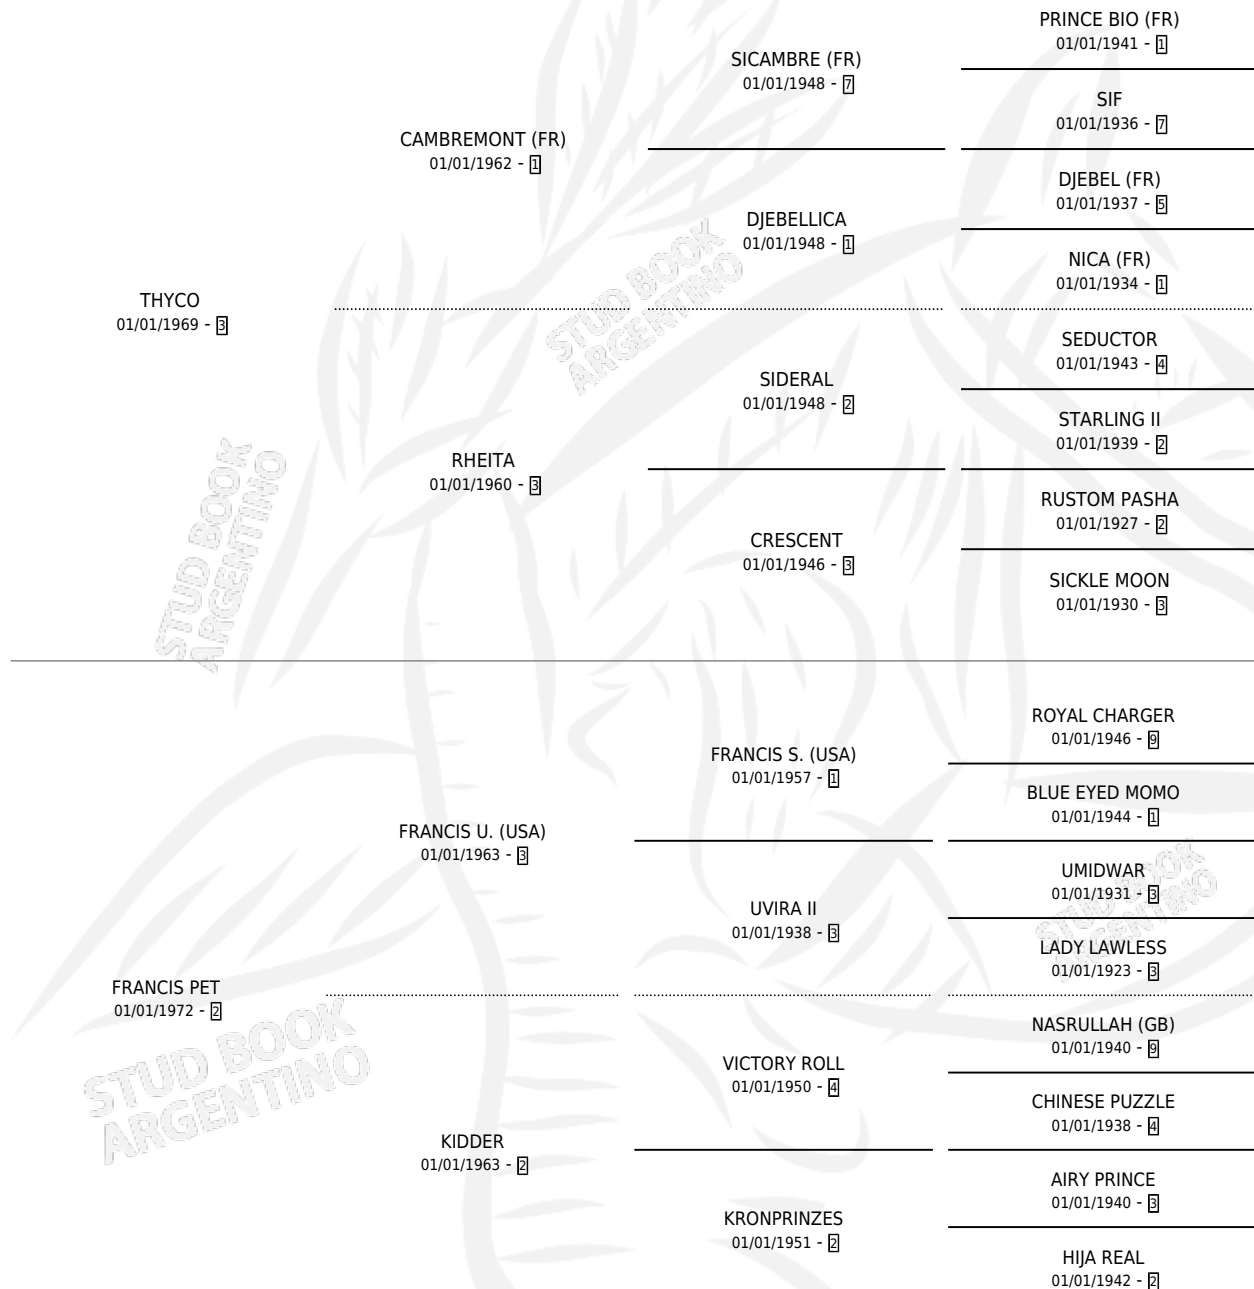 PRINCE BIO (FR)
01/01/1941 - 1
SICAMBRE (FR)
01/01/1948 - 7
SIF
01/01/1936 - 7
CAMBREMONT (FR)
01/01/1962 - 1
DJEBEL (FR)
01/01/1937 - 5
DJEBELLICA
01/01/1948 - 1
NICA (FR)
01/01/1934 - 1
THYCO
01/01/1969 - 3
SEDUCTOR
01/01/1943 - 4
SIDERAL
01/01/1948 - 2
STARLING II
01/01/1939 - 2
RHEITA
01/01/1960 - 3
RUSTOM PASHA
01/01/1927 - 2
CRESCENT
01/01/1946 - 3
SICKLE MOON
01/01/1930 - 3
ROYAL CHARGER
01/01/1946 - 9
FRANCIS S. (USA)
01/01/1957 - 1
BLUE EYED MOMO
01/01/1944 - 1
FRANCIS U. (USA)
01/01/1963 - 3
UMIDWAR
01/01/1931 - 3
UVIRA II
01/01/1938 - 3
LADY LAWLESS
01/01/1923 - 3
FRANCIS PET
01/01/1972 - 2
NASRULLAH (GB)
01/01/1940 - 9
VICTORY ROLL
01/01/1950 - 4
CHINESE PUZZLE
01/01/1938 - 4
KIDDER
01/01/1963 - 2
AIRY PRINCE
01/01/1940 - 3
KRONPRINZES
01/01/1951 - 2
HIJA REAL
01/01/1942 - 2
STUD BOOK
ARGENTINO
STUD BOOK
ARGENTINO
STUD BOOK
ARGENTINO
STUD BOOK
ARGENTINO